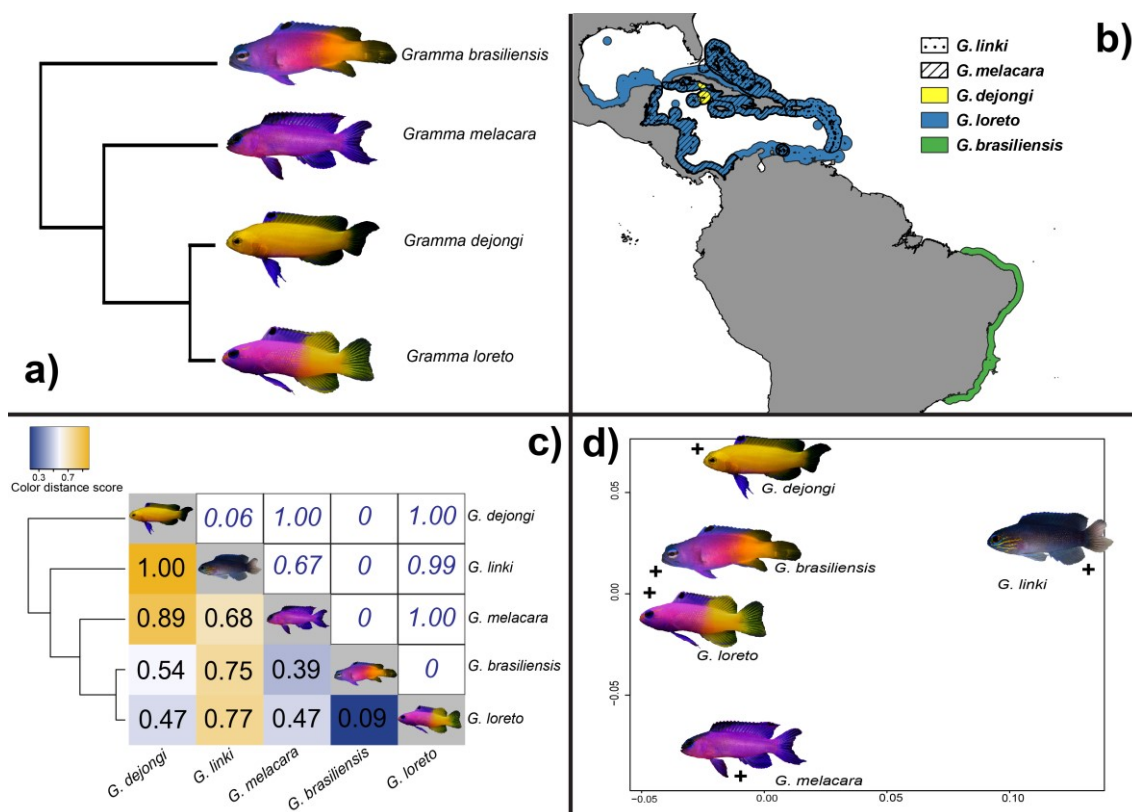 Gramma brasiliensis
Gramma melacara
Gramma dejongi
Gramma loreto
a)
b)
G. linki
G. melacara
G. dejongi
G. loreto
G. brasiliensis
c)
0.3 0.7
Color distance score
0.06 1.00 0 1.00 G. dejongi
1.00 0.67 0 0.99 G. linki
0.89 0.68 0 1.00 G. melacara
0.54 0.75 0.39 0 G. brasiliensis
0.47 0.77 0.47 0.09 G. loreto
G. dejongi
G. linki
G. melacara
G. brasiliensis
G. loreto
d)
0.05
0.00
-0.05
G. dejongi
G. brasiliensis
G. linki
G. loreto
G. melacara
-0.05 0.00 0.05 0.10